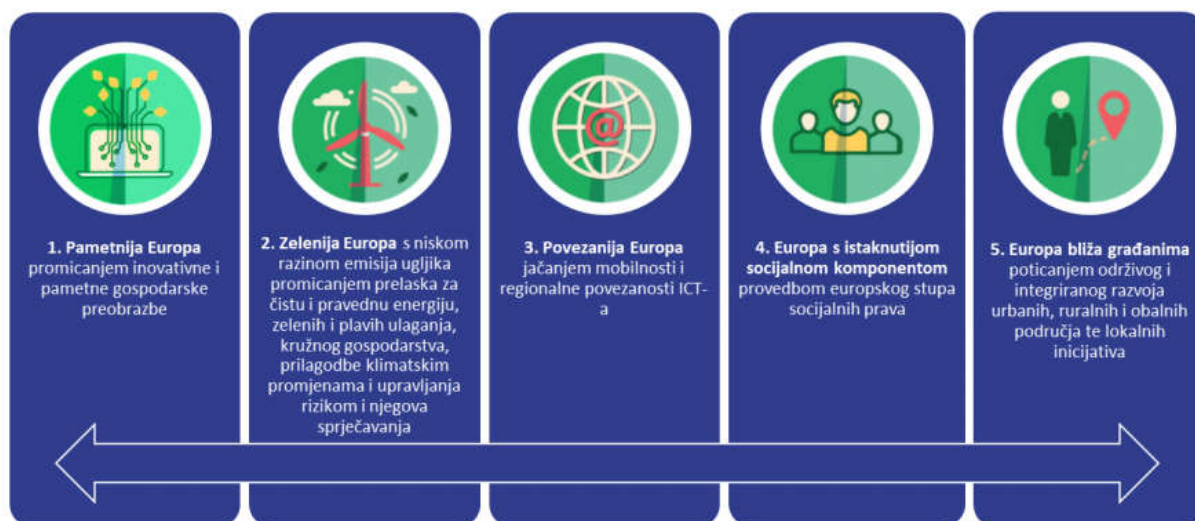 1. Pametnija Europa
promicanjem inovativne i
pametne gospodarske
preobrazbe
2. Zelenija Europa s niskom
razinom emisija ugljika
promicanjem prelaska za
čistu i pravednu energiju,
zelenih i plavih ulaganja,
kružnog gospodarstva,
prilagodbe klimatskim
promjenama i upravljanja
rizikom i njegova
sprječavanja
@
3. Povezanija Europa
jačanjem mobilnosti i
regionalne povezanosti ICT-
a
4. Europa s istaknutijom
socijalnom komponentom
provedbom europskog stupa
socijalnih prava
5. Europa bliža građanima
poticanjem održivog i
integriranog razvoja
urbanih, ruralnih i obalnih
područja te lokalnih
inicijativa